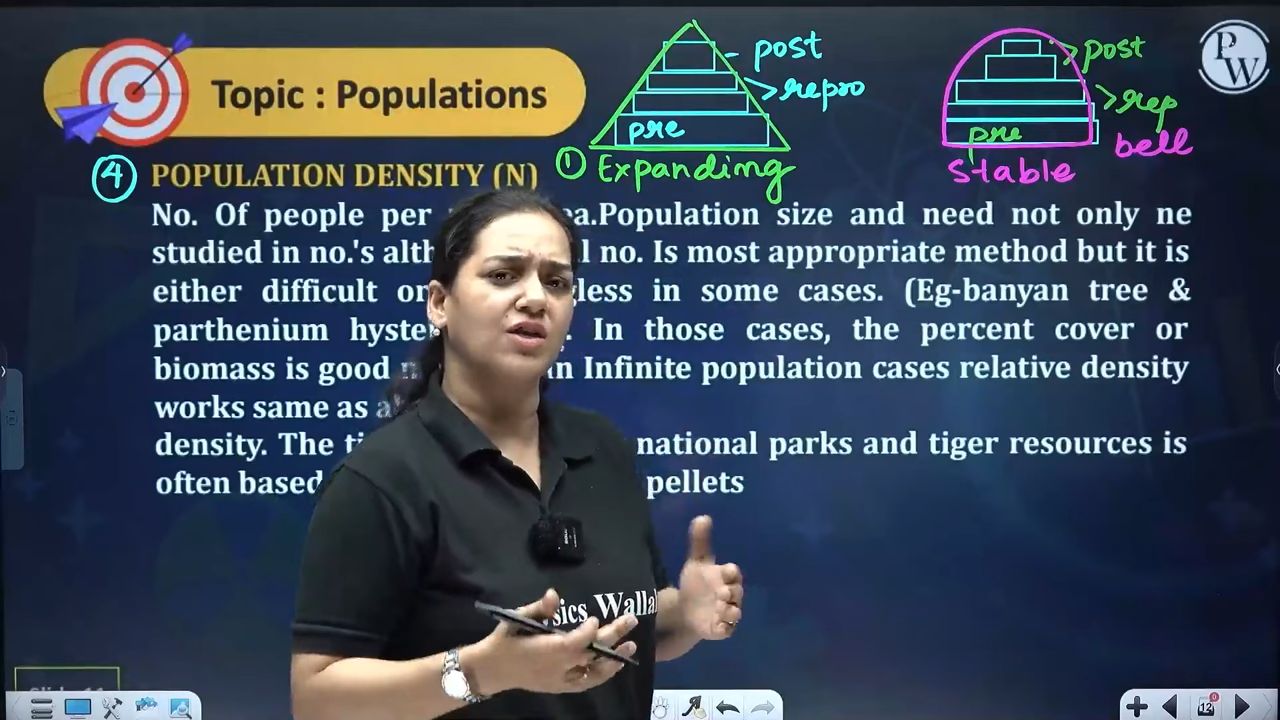 Topic : Populations
post
repro
pre
① Expanding
post
rep
pre
bell
stable
PW
④ POPULATION DENSITY (N)
No. Of people per ea.Population size and need not only ne
studied in no.'s alth l no. Is most appropriate method but it is
either difficult or gless in some cases. (Eg-banyan tree &
parthenium hyste . In those cases, the percent cover or
biomass is good in Infinite population cases relative density
works same as a
density. The ti national parks and tiger resources is
often based pellets
sics Walla
12